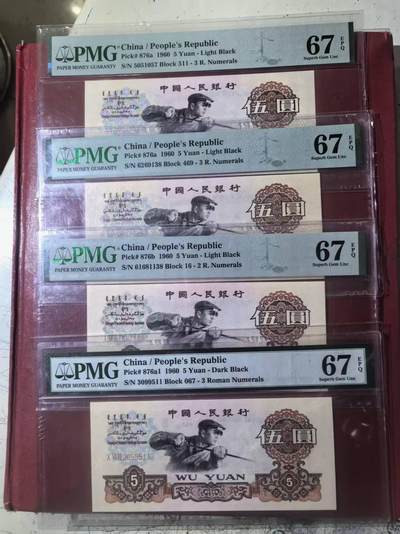 PMG
PAPER MONEY GUARANTY
China / People's Republic
Pick# 876a 1960 5 Yuan - Light Black
S/N 5051057 Block 511 - 3 R. Numerals
67 EPQ
Superb Gem Unc
中國人民銀行
伍圓
PMG
PAPER MONEY GUARANTY
China / People's Republic
Pick# 876a 1960 5 Yuan - Light Black
S/N 6269138 Block 469 - 3 R. Numerals
67 EPQ
Superb Gem Unc
中國人民銀行
伍圓
PMG
PAPER MONEY GUARANTY
China / People's Republic
Pick# 876b 1960 5 Yuan - Light Black
S/N 61681138 Block 16 - 2 R. Numerals
67 EPQ
Superb Gem Unc
中國人民銀行
伍圓
PMG
PAPER MONEY GUARANTY
China / People's Republic
Pick# 876a1 1960 5 Yuan - Dark Black
S/N 3099511 Block 067 - 3 Roman Numerals
67 EPQ
Superb Gem Unc
中國人民銀行
伍圓
WU YUAN
5
5